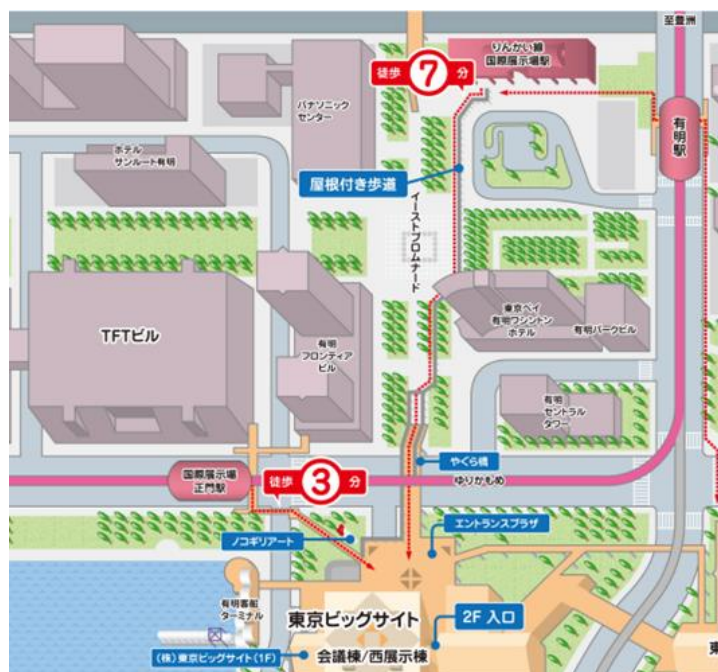 至豊洲
りんかい線
国際展示場駅
徒歩 7 分
パナソニック
センター
有明駅
ホテル
サンルート有明
屋根付き歩道
イーストプロムナード
TFTビル
有明
フロンティア
ビル
東京ベイ
有明ワシントン
ホテル
有明パークビル
有明
セントラル
タワー
やぐら橋
国際展示場
正門駅
徒歩 3 分
ゆりかもめ
ノコギリアート
エントランスプラザ
有明客船
ターミナル
東京ビッグサイト
2F 入口
(株)東京ビッグサイト(1F)
会議棟/西展示棟
東